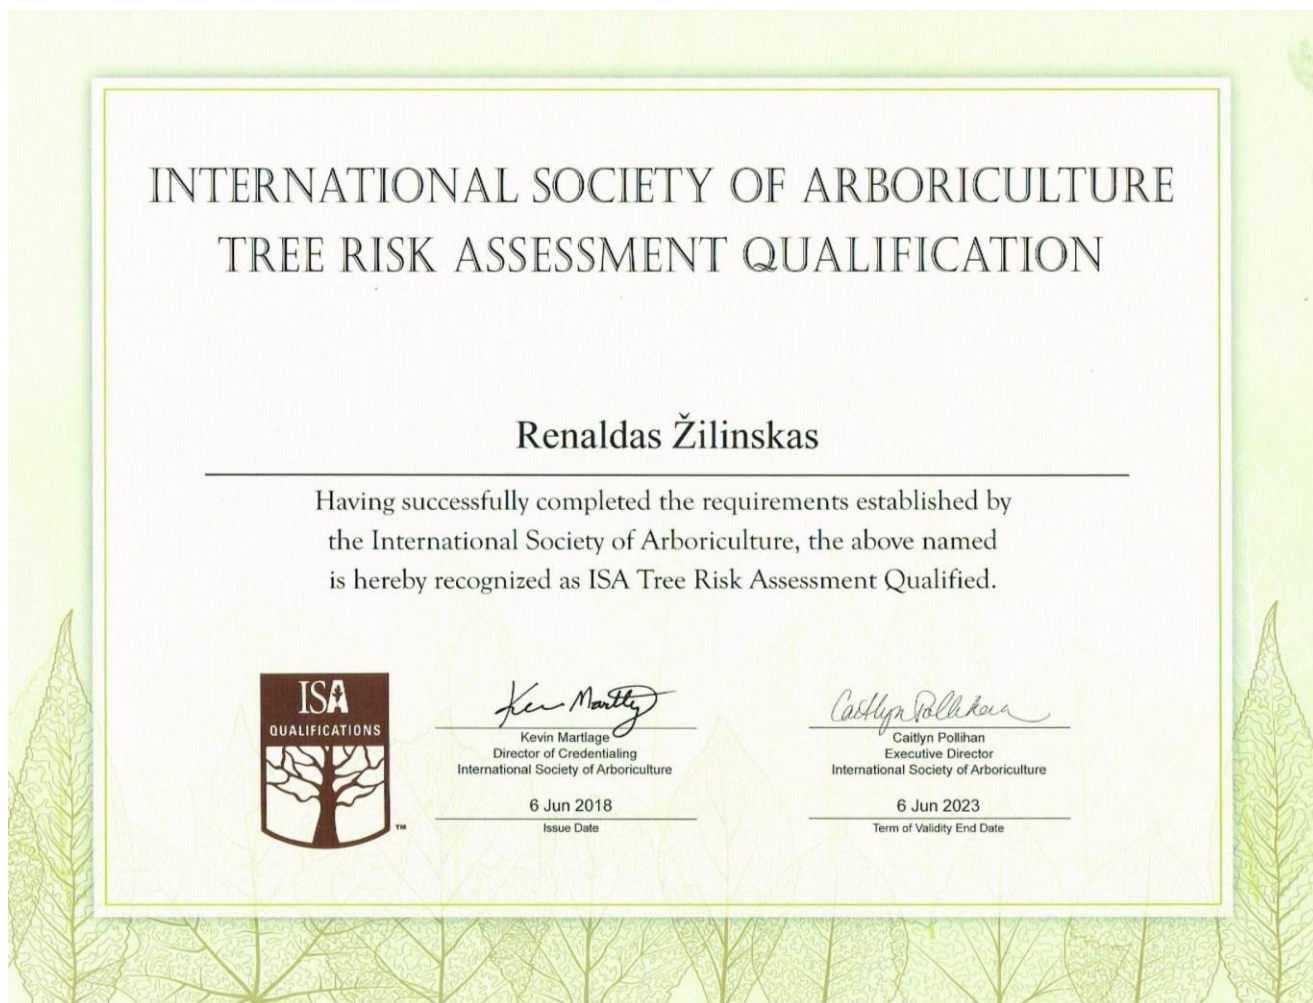 INTERNATIONAL SOCIETY OF ARBORICULTURE
TREE RISK ASSESSMENT QUALIFICATION
Renaldas Žilinskas
Having successfully completed the requirements established by
the International Society of Arboriculture, the above named
is hereby recognized as ISA Tree Risk Assessment Qualified.
ISA
QUALIFICATIONS
TM
Kevin Martlage
Director of Credentialing
International Society of Arboriculture
6 Jun 2018
Issue Date
Caitlyn Pollihan
Executive Director
International Society of Arboriculture
6 Jun 2023
Term of Validity End Date